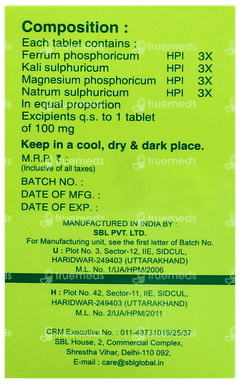 Composition :
Each tablet contains :
Ferrum phosphoricum HPI 3X
Kali sulphuricum HPI 3X
Magnesium phosphoricum HPI 3X
Natrum sulphuricum HPI 3X
In equal proportion
Excipients q.s. to 1 tablet
of 100 mg
Keep in a cool, dry & dark place.
M.R.P. ₹ :
(Inclusive of all taxes)
BATCH NO. :
DATE OF MFG. :
DATE OF EXP. :
MANUFACTURED IN INDIA BY :
SBL PVT. LTD.
For Manufacturing unit, see the first letter of Batch No.
U : Plot No. 3, Sector-12, IIE, SIDCUL,
HARIDWAR-249403 (UTTARAKHAND)
M.L. No. 1/UA/HPM/2006
H : Plot No. 42, Sector-11, IIE, SIDCUL,
HARIDWAR-249403 (UTTARAKHAND)
M.L. No. 2/UA/HPM/2011
CRM Executive No. : 011-43731019/25/37
SBL House, 2, Commercial Complex,
Shrestha Vihar, Delhi-110 092,
E-mail : care@sblglobal.in
truemeds